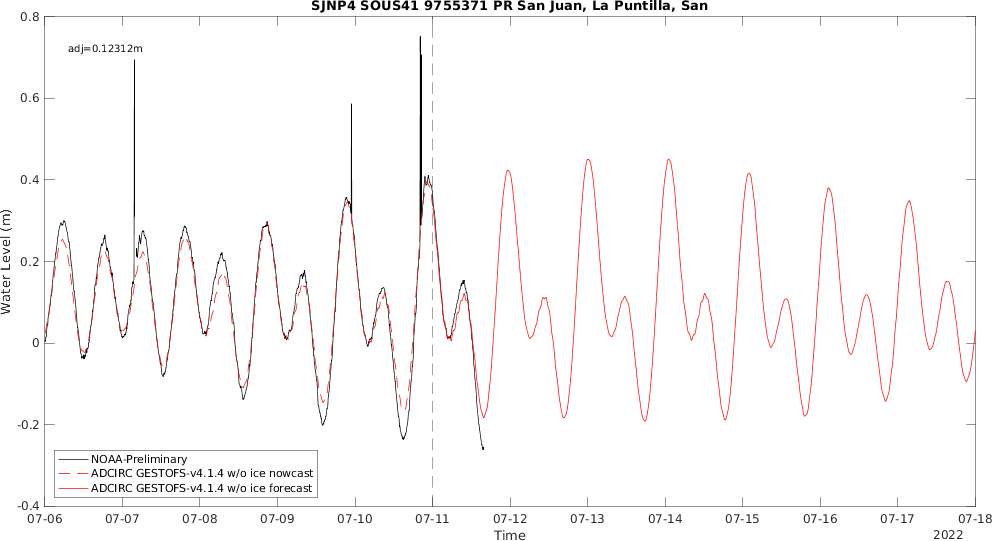 SJNP4 SOUS41 9755371 PR San Juan, La Puntilla, San
adj=0.12312m
Water Level (m)
0.8
0.6
0.4
0.2
0
-0.2
-0.4
NOAA-Preliminary
ADCIRC GESTOFS-v4.1.4 w/o ice nowcast
ADCIRC GESTOFS-v4.1.4 w/o ice forecast
07-06 07-07 07-08 07-09 07-10 07-11 07-12 07-13 07-14 07-15 07-16 07-17 07-18
Time
2022